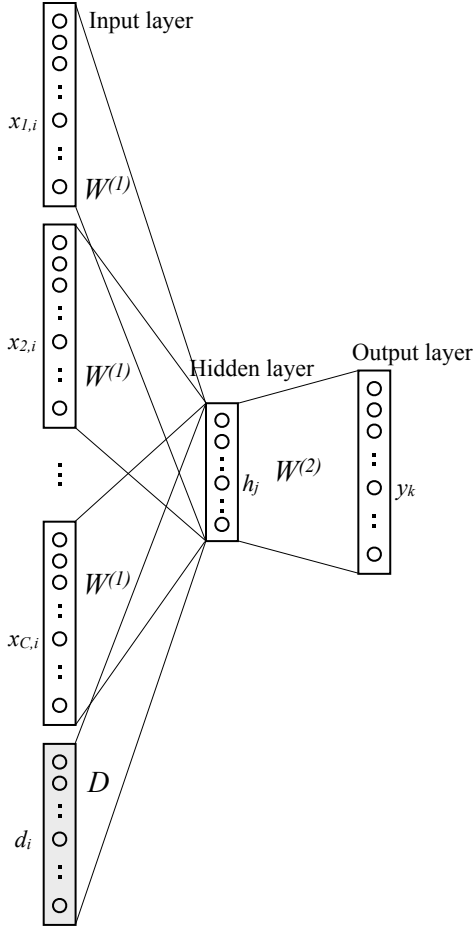 Input layer
x1,i
W(1)
x2,i
W(1)
Hidden layer
Output layer
hj
W(2)
yk
W(1)
xC,i
D
di